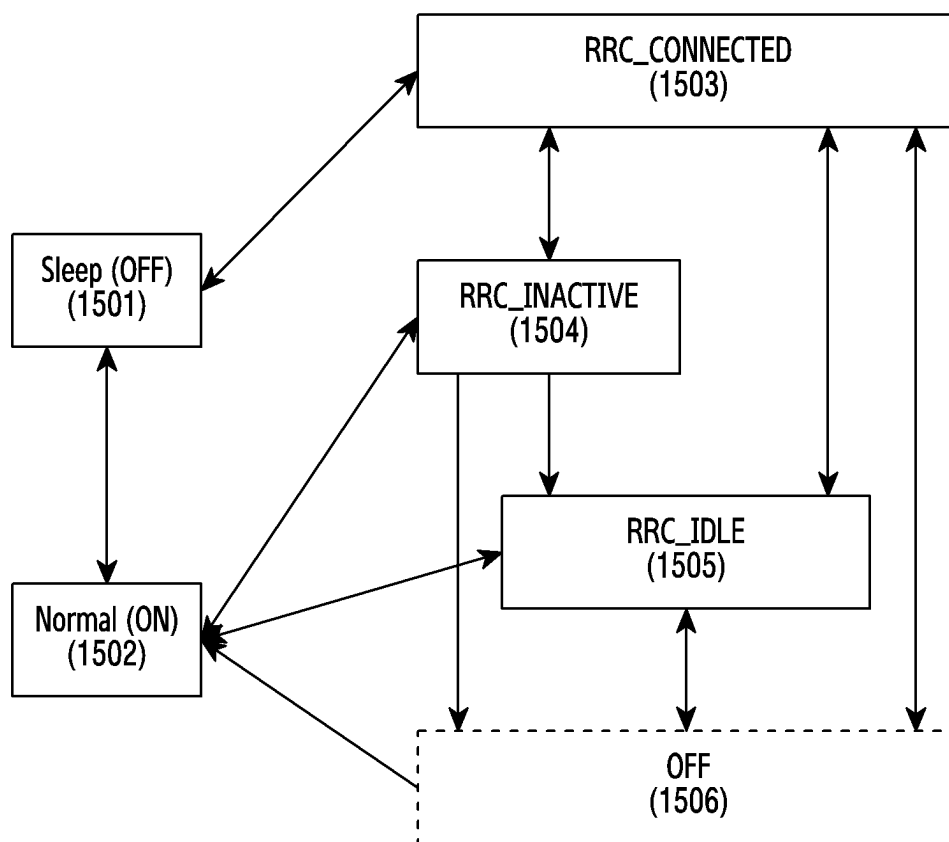 RRC_CONNECTED
(1503)
Sleep (OFF)
(1501)
RRC_INACTIVE
(1504)
RRC_IDLE
(1505)
Normal (ON)
(1502)
OFF
(1506)